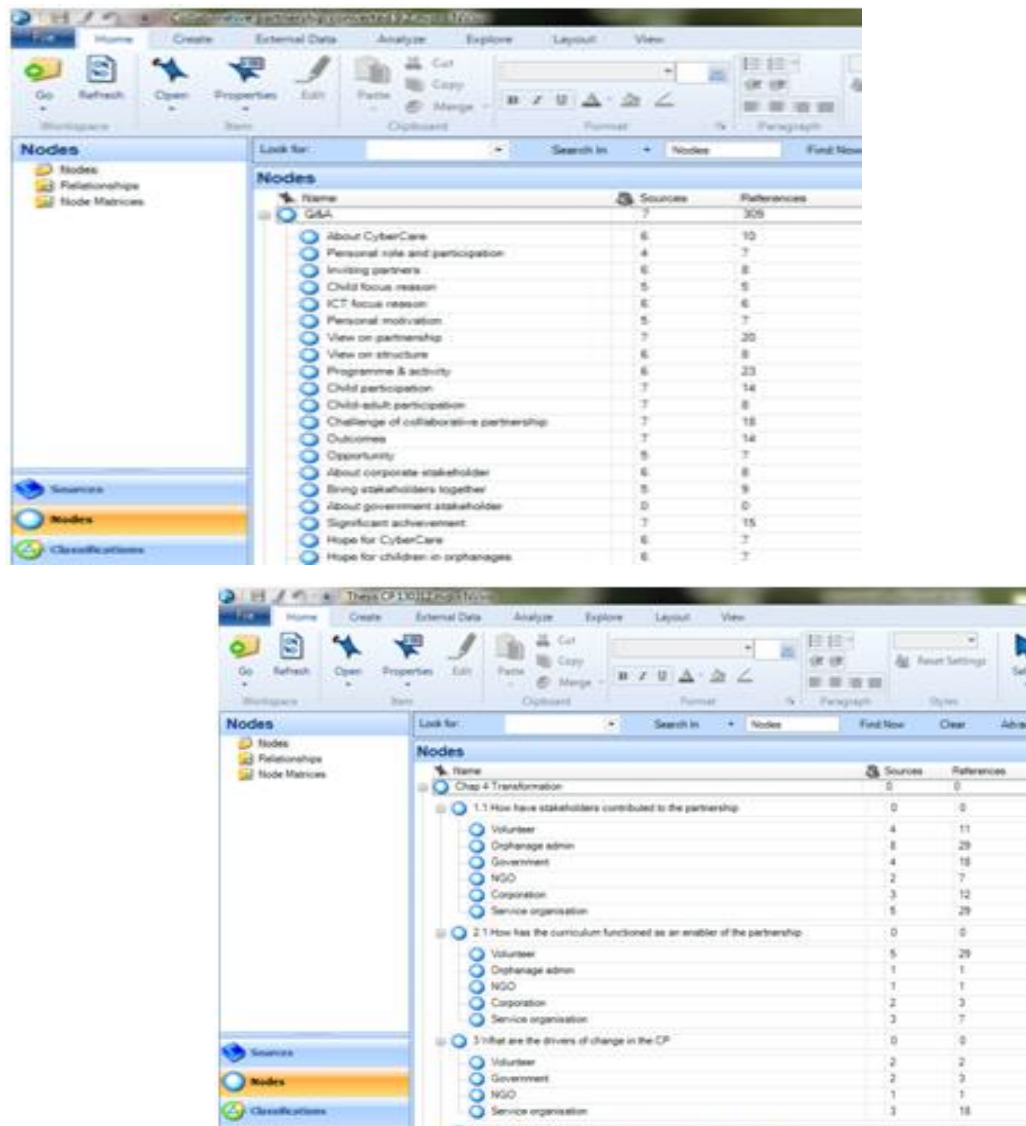 File Home Create External Data Analyze Explore Layout View
Go Refresh Open Properties Edit Paste Cut
Copy
Merge
B I U A
Workspace Item Clipboard Format Paragraph
Nodes
Nodes
Relationships
Node Matrices
Sources
Nodes
Classifications
Look for: Search In Nodes Find Now
Nodes
Name Sources References
Q&A 7 309
About CyberCare 6 10
Personal role and participation 4 7
Inviting partners 6 8
Child focus reason 5 5
ICT focus reason 6 6
Personal motivation 5 7
View on partnership 7 20
View on structure 6 8
Programme & activity 6 23
Child participation 7 14
Child-adult participation 7 8
Challenge of collaborative partnership 7 18
Outcomes 7 14
Opportunity 5 7
About corporate stakeholder 6 8
Bring stakeholders together 5 9
About government stakeholder 0 0
Significant achievement 7 15
Hope for CyberCare 6 7
Hope for children in orphanages 6 7
File Home Create External Data Analyze Explore Layout View
Go Refresh Open Properties Edit Paste Cut
Copy
Merge
B I U A
Reset Settings
Workspace Item Clipboard Format Paragraph Styles
Nodes
Nodes
Relationships
Node Matrices
Sources
Nodes
Classifications
Look for: Search In Nodes Find Now Clear
Nodes
Name Sources References
Chap 4 Transformation 0 0
1.1 How have stakeholders contributed to the partnership 0 0
Volunteer 4 11
Orphanage admin 8 29
Government 4 18
NGO 2 7
Corporation 3 12
Service organisation 5 29
2.1 How has the curriculum functioned as an enabler of the partnership 0 0
Volunteer 5 29
Orphanage admin 1 1
NGO 1 1
Corporation 2 3
Service organisation 3 7
3 What are the drivers of change in the CP 0 0
Volunteer 2 2
Government 2 3
NGO 1 1
Service organisation 3 18